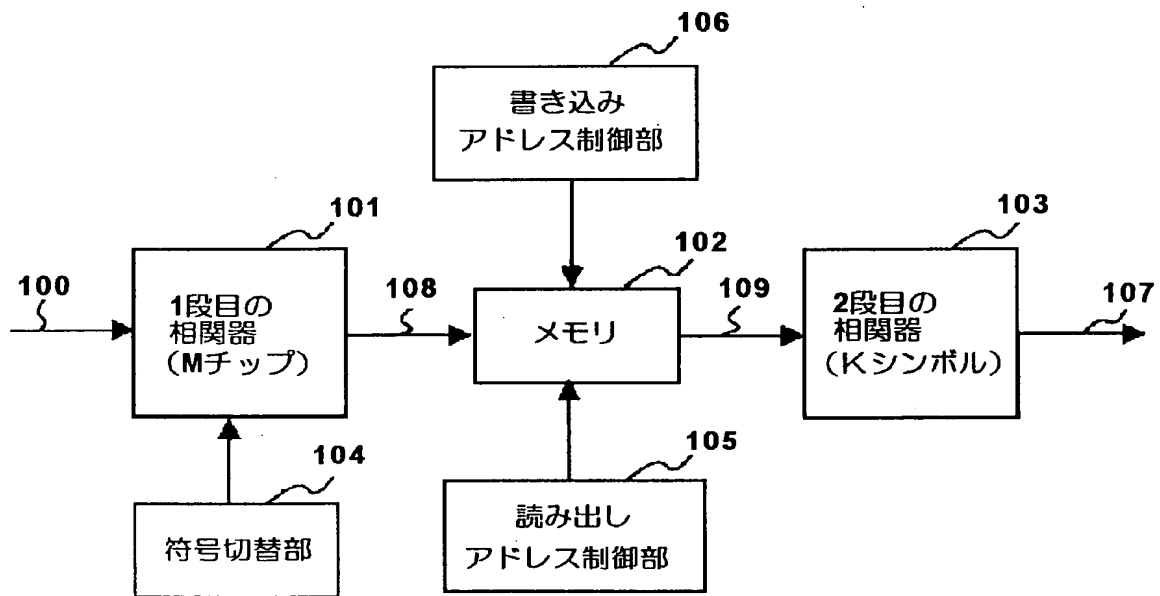 106
書き込み
アドレス制御部
101
103
102
100
1段目の
相関器
(Mチップ)
108
メモリ
109
2段目の
相関器
(Kシンボル)
107
104
符号切替部
105
読み出し
アドレス制御部